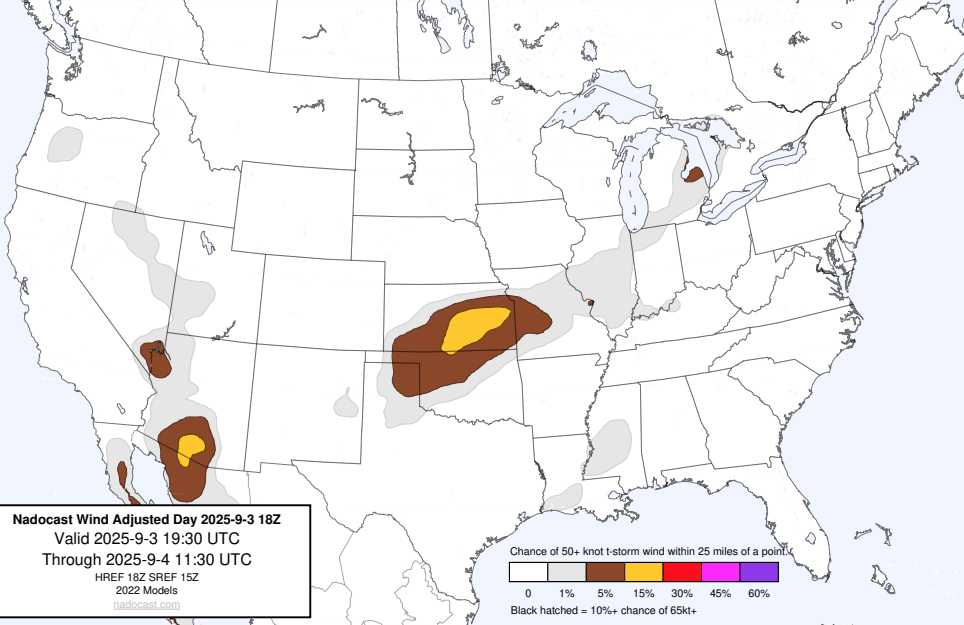 Nadocast Wind Adjusted Day 2025-9-3 18Z
Valid 2025-9-3 19:30 UTC
Through 2025-9-4 11:30 UTC
HREF 18Z SREF 15Z
2022 Models
nadocast.com
Chance of 50+ knot t-storm wind within 25 miles of a point.
0 1% 5% 15% 30% 45% 60%
Black hatched = 10%+ chance of 65kt+